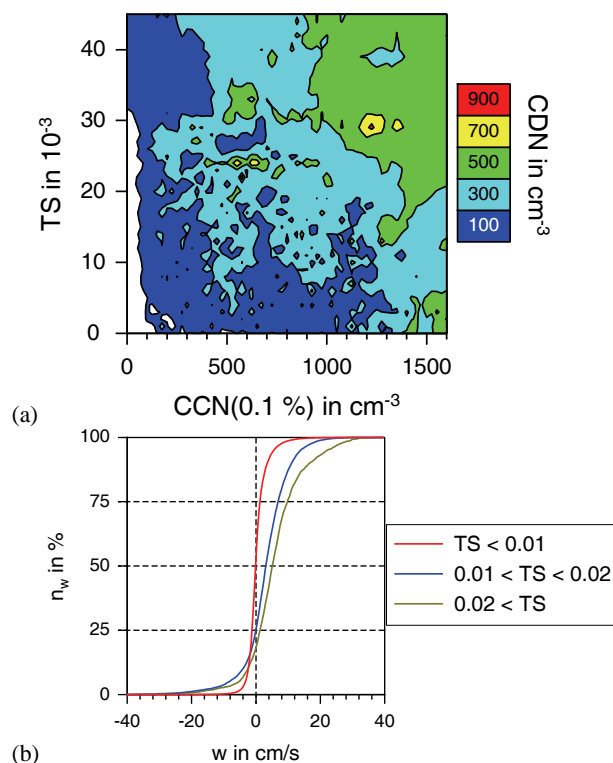 TS in 10⁻³
40
30
20
10
0
0 500 1000 1500
CCN(0.1 %) in cm⁻³
900
700
500
300
100
CDN in cm⁻³
(a)
n_w in %
100
75
50
25
0
-40 -20 0 20 40
w in cm/s
TS < 0.01
0.01 < TS < 0.02
0.02 < TS
(b)